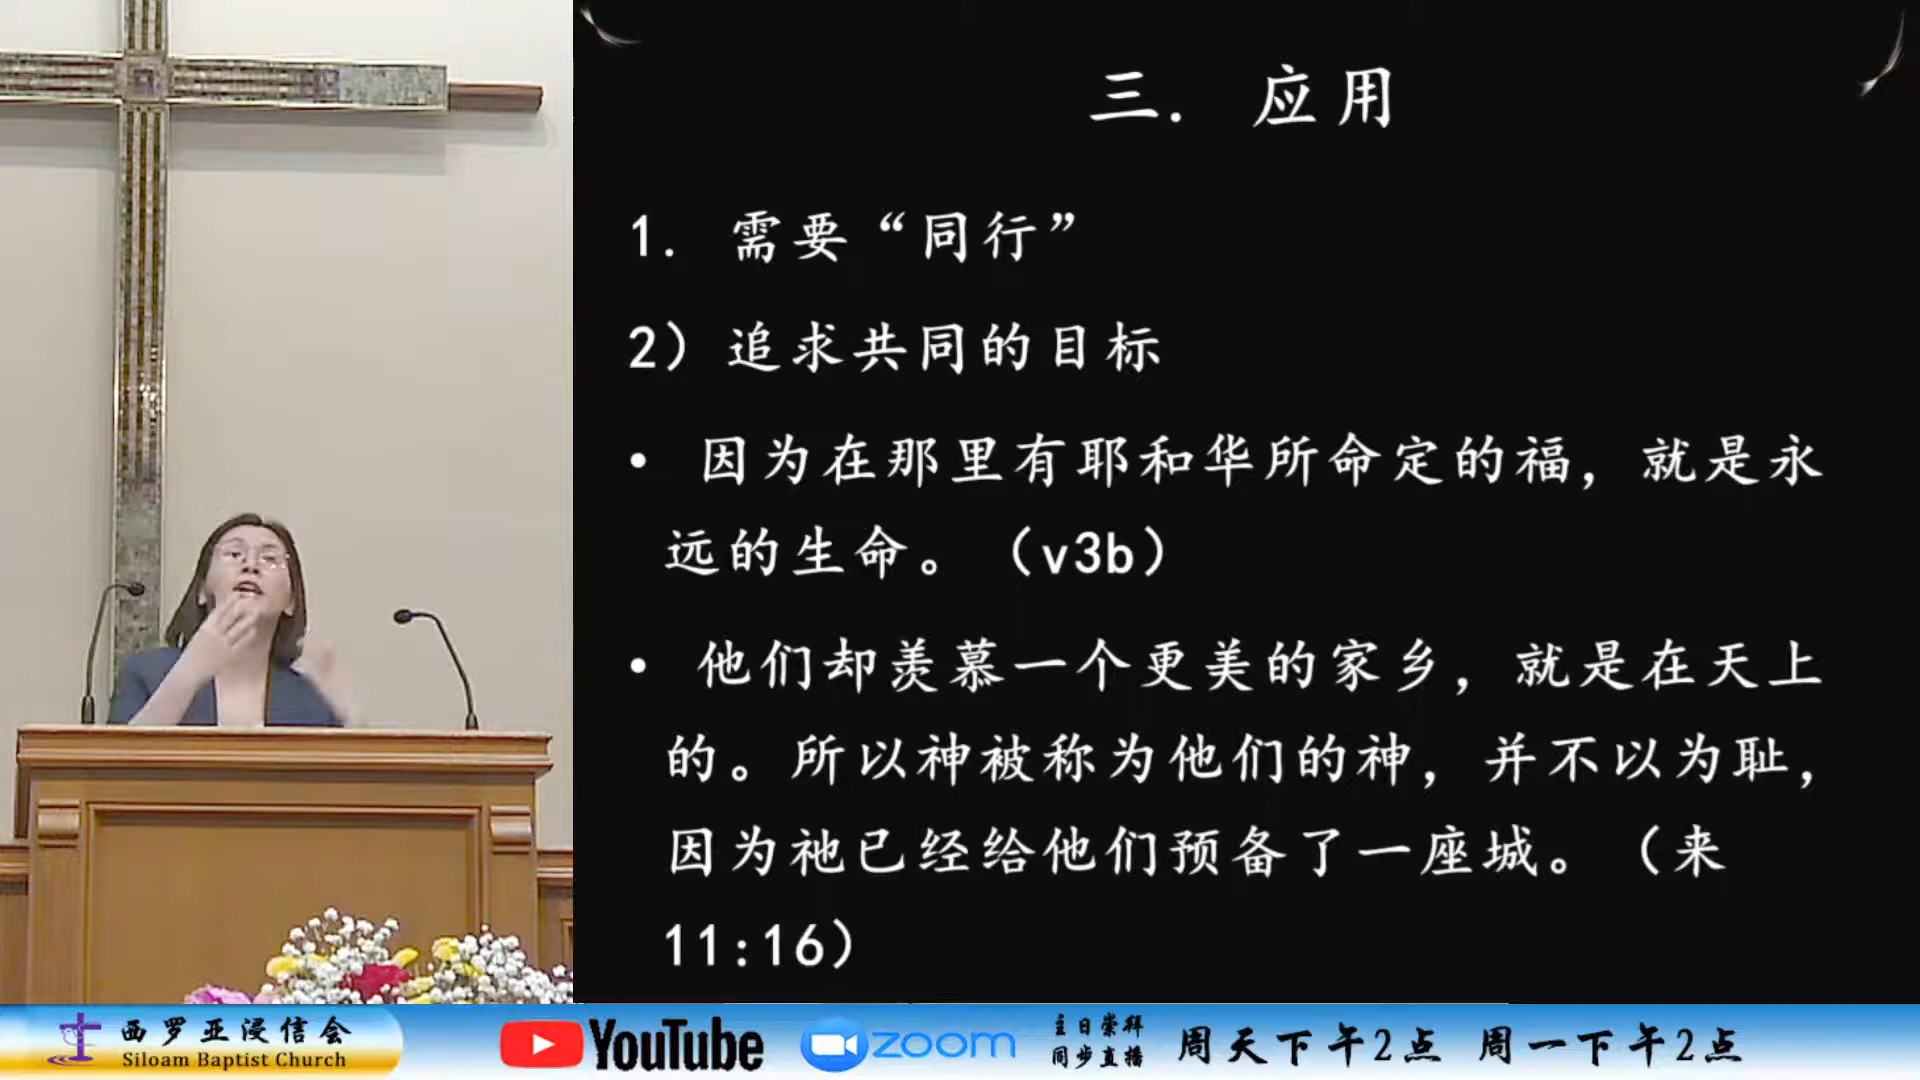 三. 应用
1. 需要“同行”
2）追求共同的目标
• 因为在那里有耶和华所命定的福，就是永
远的生命。（v3b）
• 他们却羡慕一个更美的家乡，就是在天上
的。所以神被称为他们的神，并不以为耻，
因为祂已经给他们预备了一座城。（来
11:16）
西罗亚浸信会
Siloam Baptist Church
YouTube
zoom
主日崇拜
同步直播
周天下午2点 周一下午2点